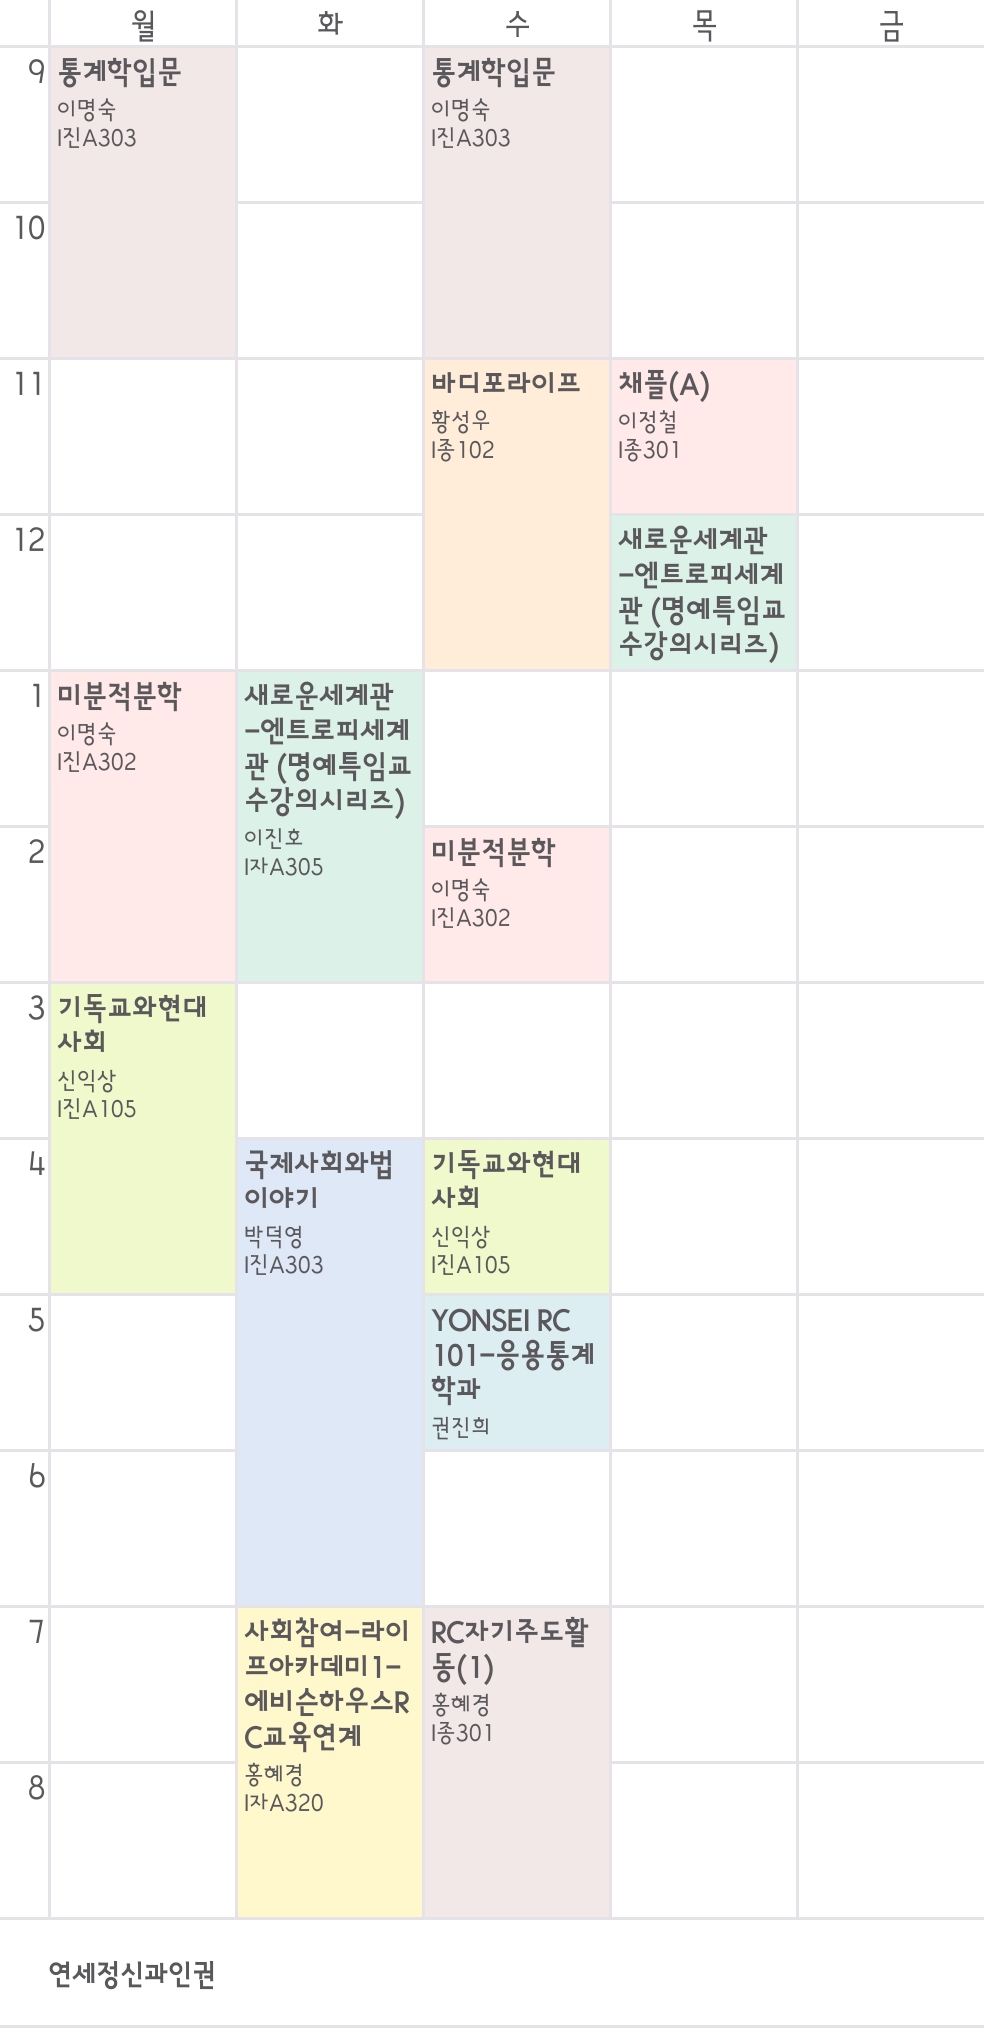 월 화 수 목 금
9
통계학입문
이명숙
I진A303
통계학입문
이명숙
I진A303
10
11
바디포라이프
황성우
I종102
채플(A)
이정철
I종301
12
새로운세계관
-엔트로피세계
관 (명예특임교
수강의시리즈)
1
미분적분학
이명숙
I진A302
새로운세계관
-엔트로피세계
관 (명예특임교
수강의시리즈)
이진호
I자A305
2
미분적분학
이명숙
I진A302
3
기독교와현대
사회
신익상
I진A105
4
국제사회와법
이야기
박덕영
I진A303
기독교와현대
사회
신익상
I진A105
5
YONSEI RC
101-응용통계
학과
권진희
6
7
사회참여-라이
프아카데미1-
에비슨하우스R
C교육연계
홍혜경
I자A320
RC자기주도활
동(1)
홍혜경
I종301
8
연세정신과인권